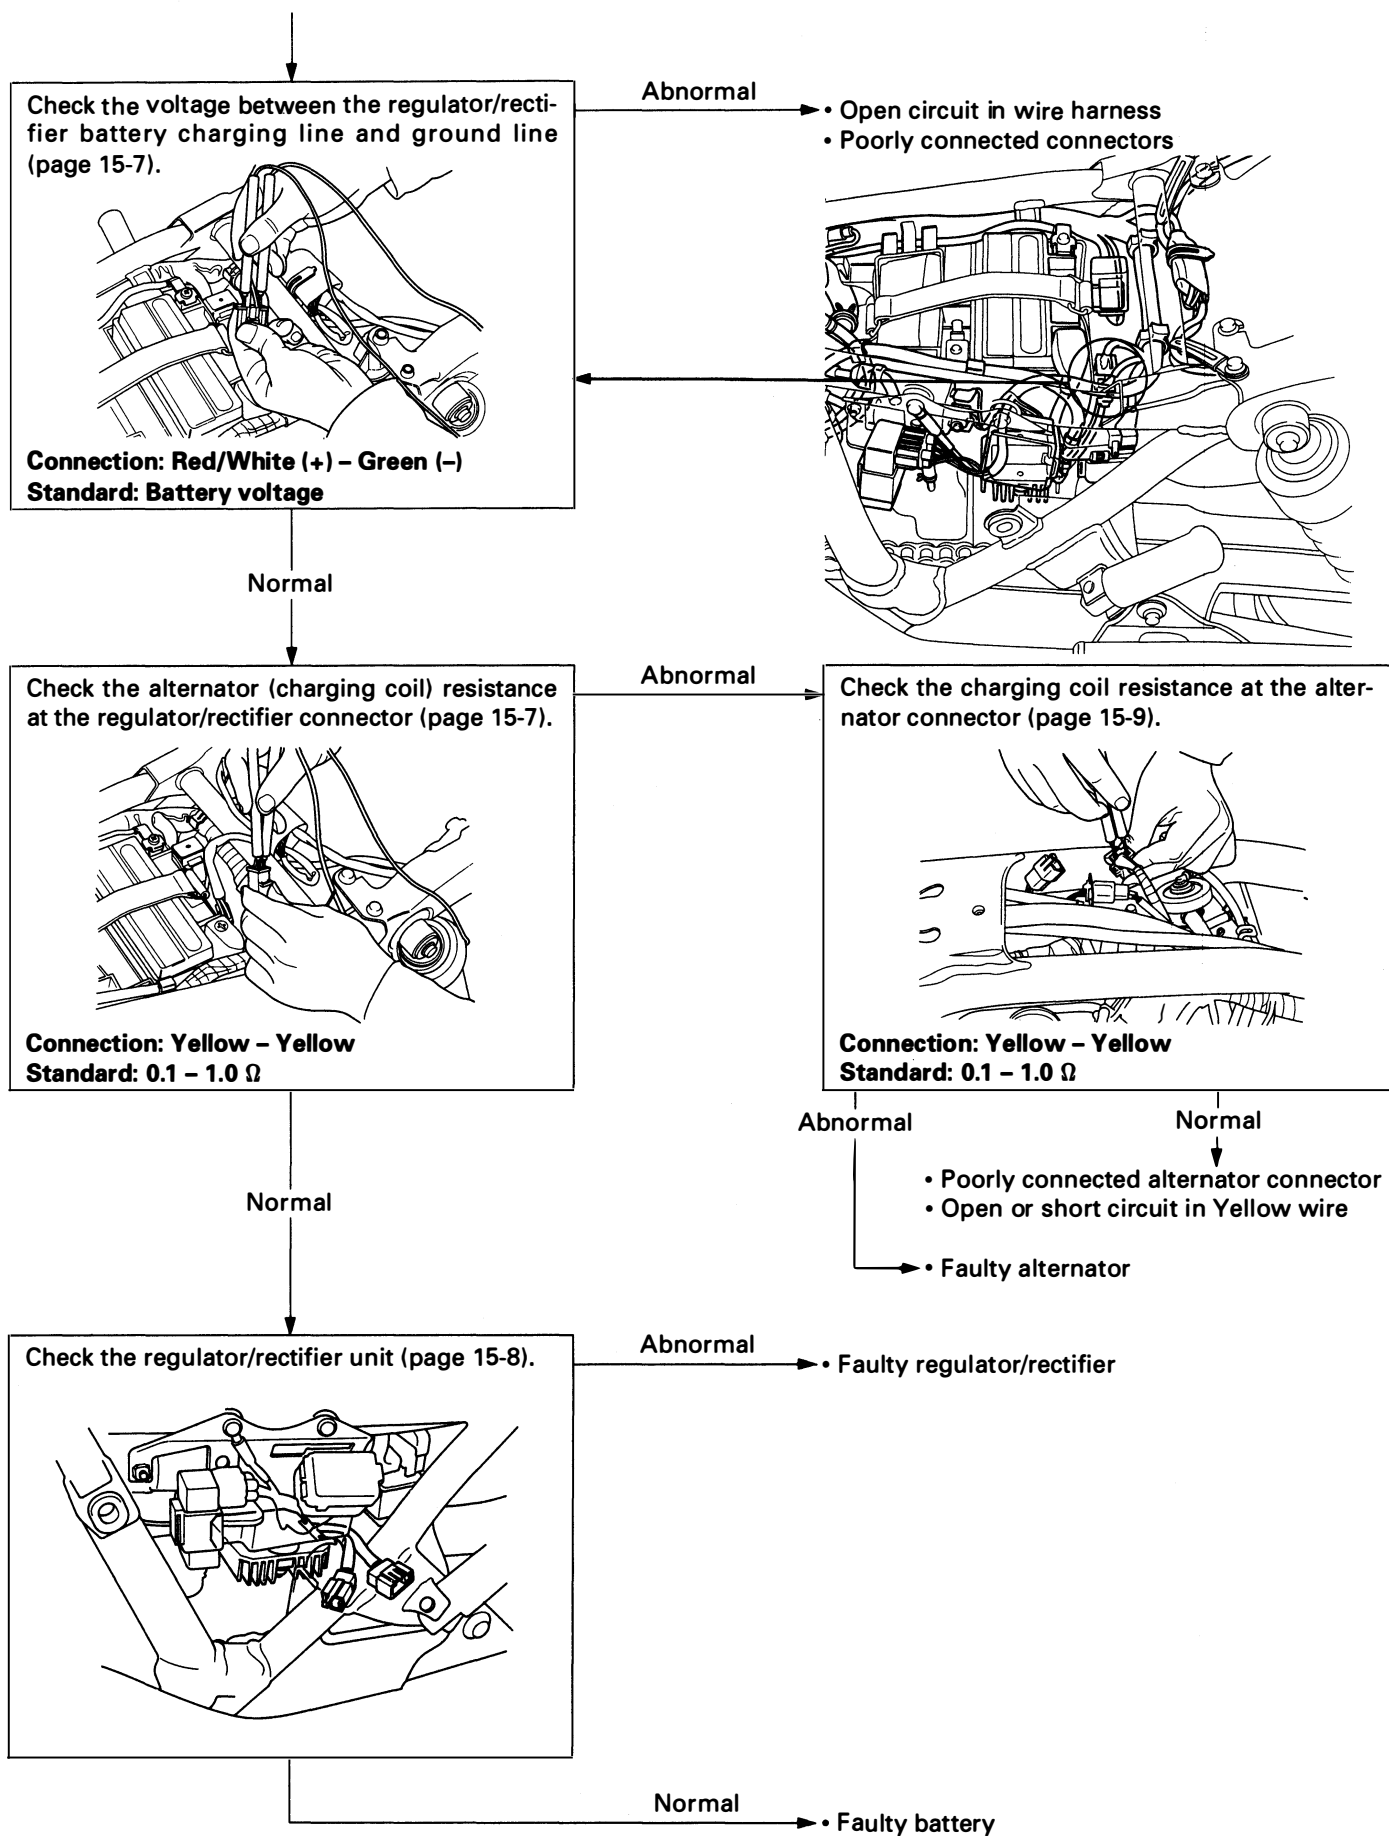 Check the voltage between the regulator/recti-
fier battery charging line and ground line
(page 15-7).
Connection: Red/White (+) – Green (–)
Standard: Battery voltage
Abnormal
• Open circuit in wire harness
• Poorly connected connectors
Normal
Check the alternator (charging coil) resistance
at the regulator/rectifier connector (page 15-7).
Connection: Yellow – Yellow
Standard: 0.1 – 1.0 Ω
Abnormal
Check the charging coil resistance at the alter-
nator connector (page 15-9).
Connection: Yellow – Yellow
Standard: 0.1 – 1.0 Ω
Abnormal
Normal
• Poorly connected alternator connector
• Open or short circuit in Yellow wire
• Faulty alternator
Normal
Check the regulator/rectifier unit (page 15-8).
Abnormal
• Faulty regulator/rectifier
Normal
• Faulty battery